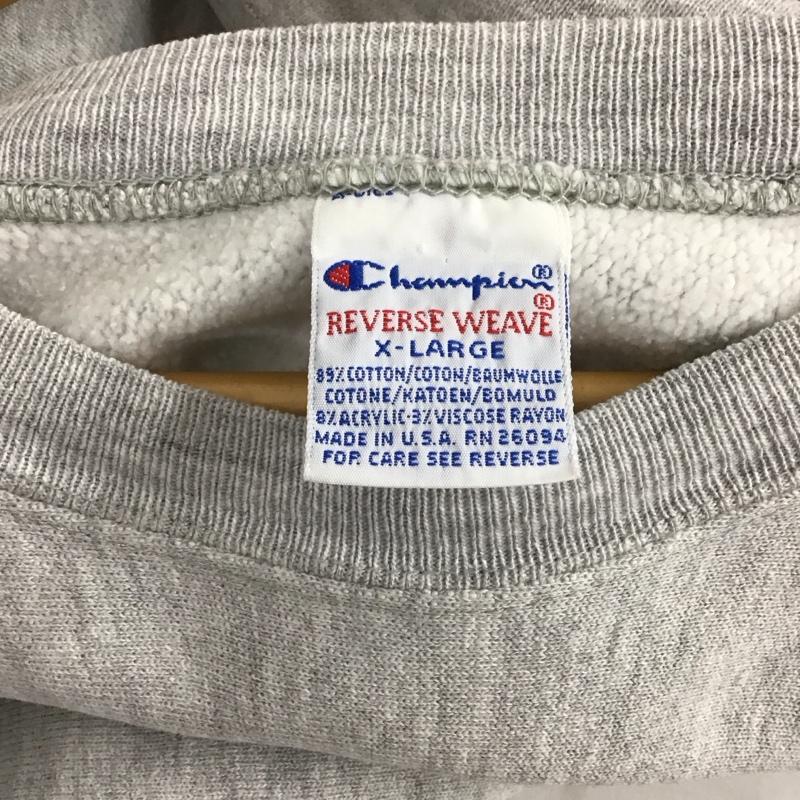 Champion®
REVERSE WEAVE®
X-LARGE
89% COTTON/COTON/BAUMWOLLE
COTONE/KATOEN/BOMULD
8% ACRYLIC·3% VISCOSE RAYON
MADE IN U.S.A. RN 26094
FOR CARE SEE REVERSE